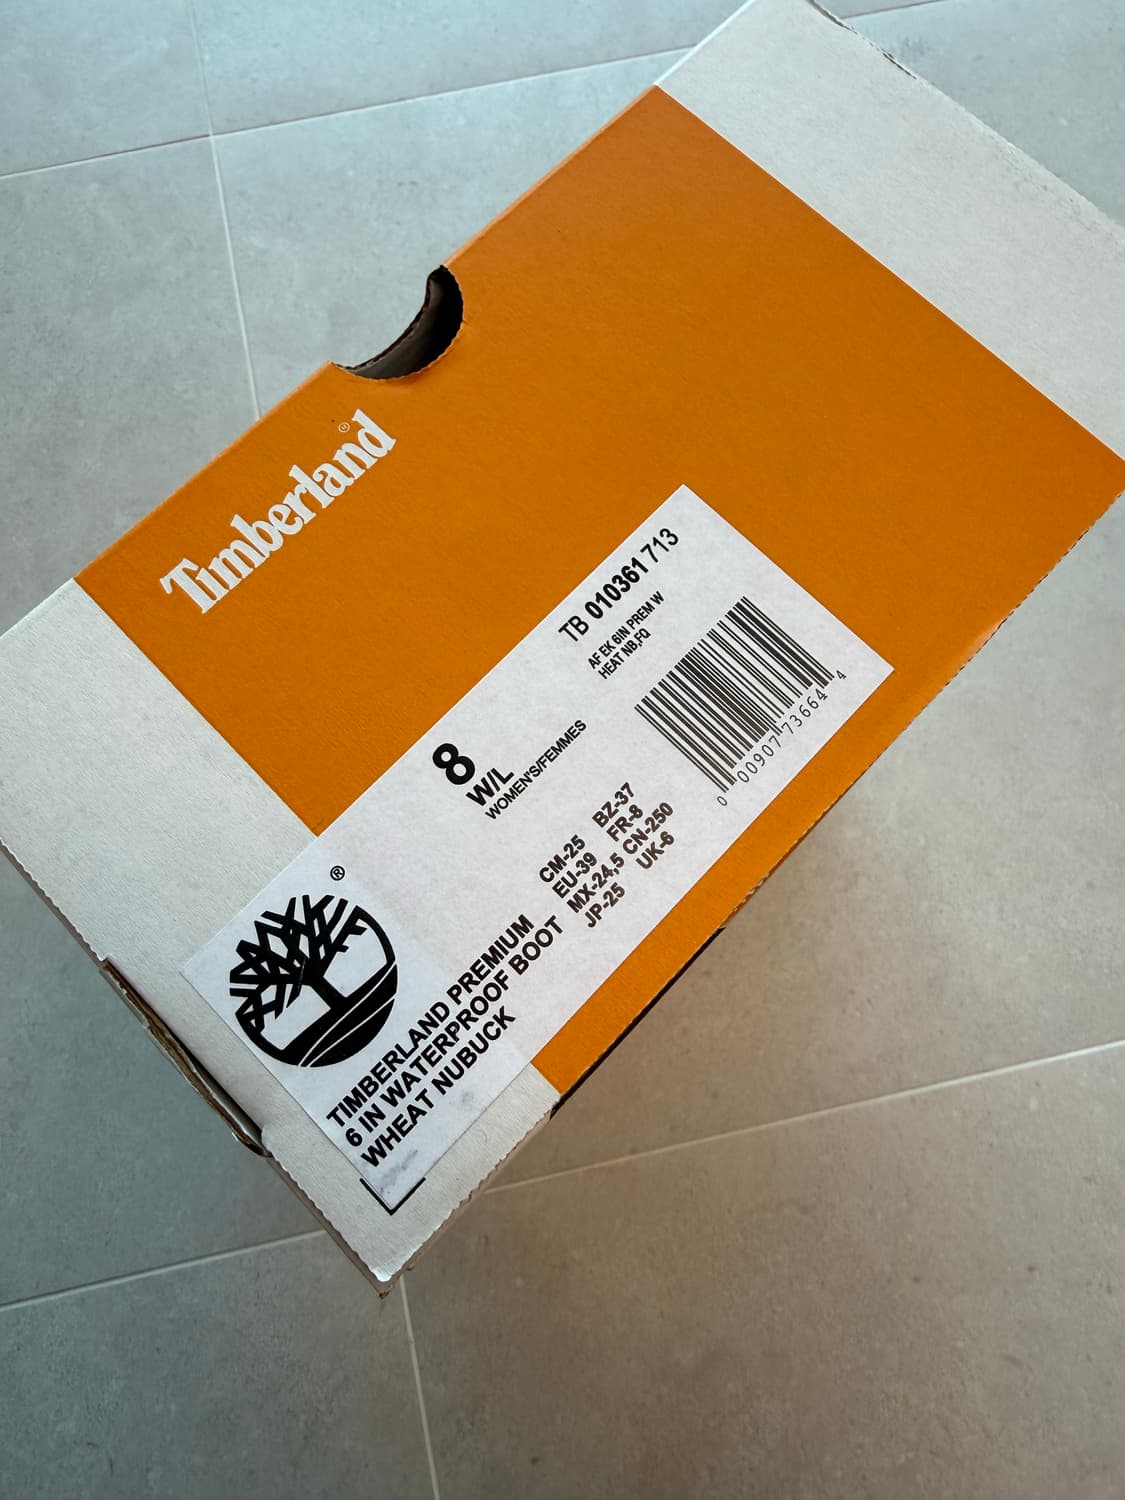 Timberland®
TB 010361 713
AF EK 6IN PREM W
HEAT NB,FQ
8
W/L
WOMEN'S/FEMMES
0 00907 73664 4
CM-25 BZ-37
EU-39 FR-8
MX-24,5 CN-250
JP-25 UK-6
®
TIMBERLAND PREMIUM
6 IN WATERPROOF BOOT
WHEAT NUBUCK